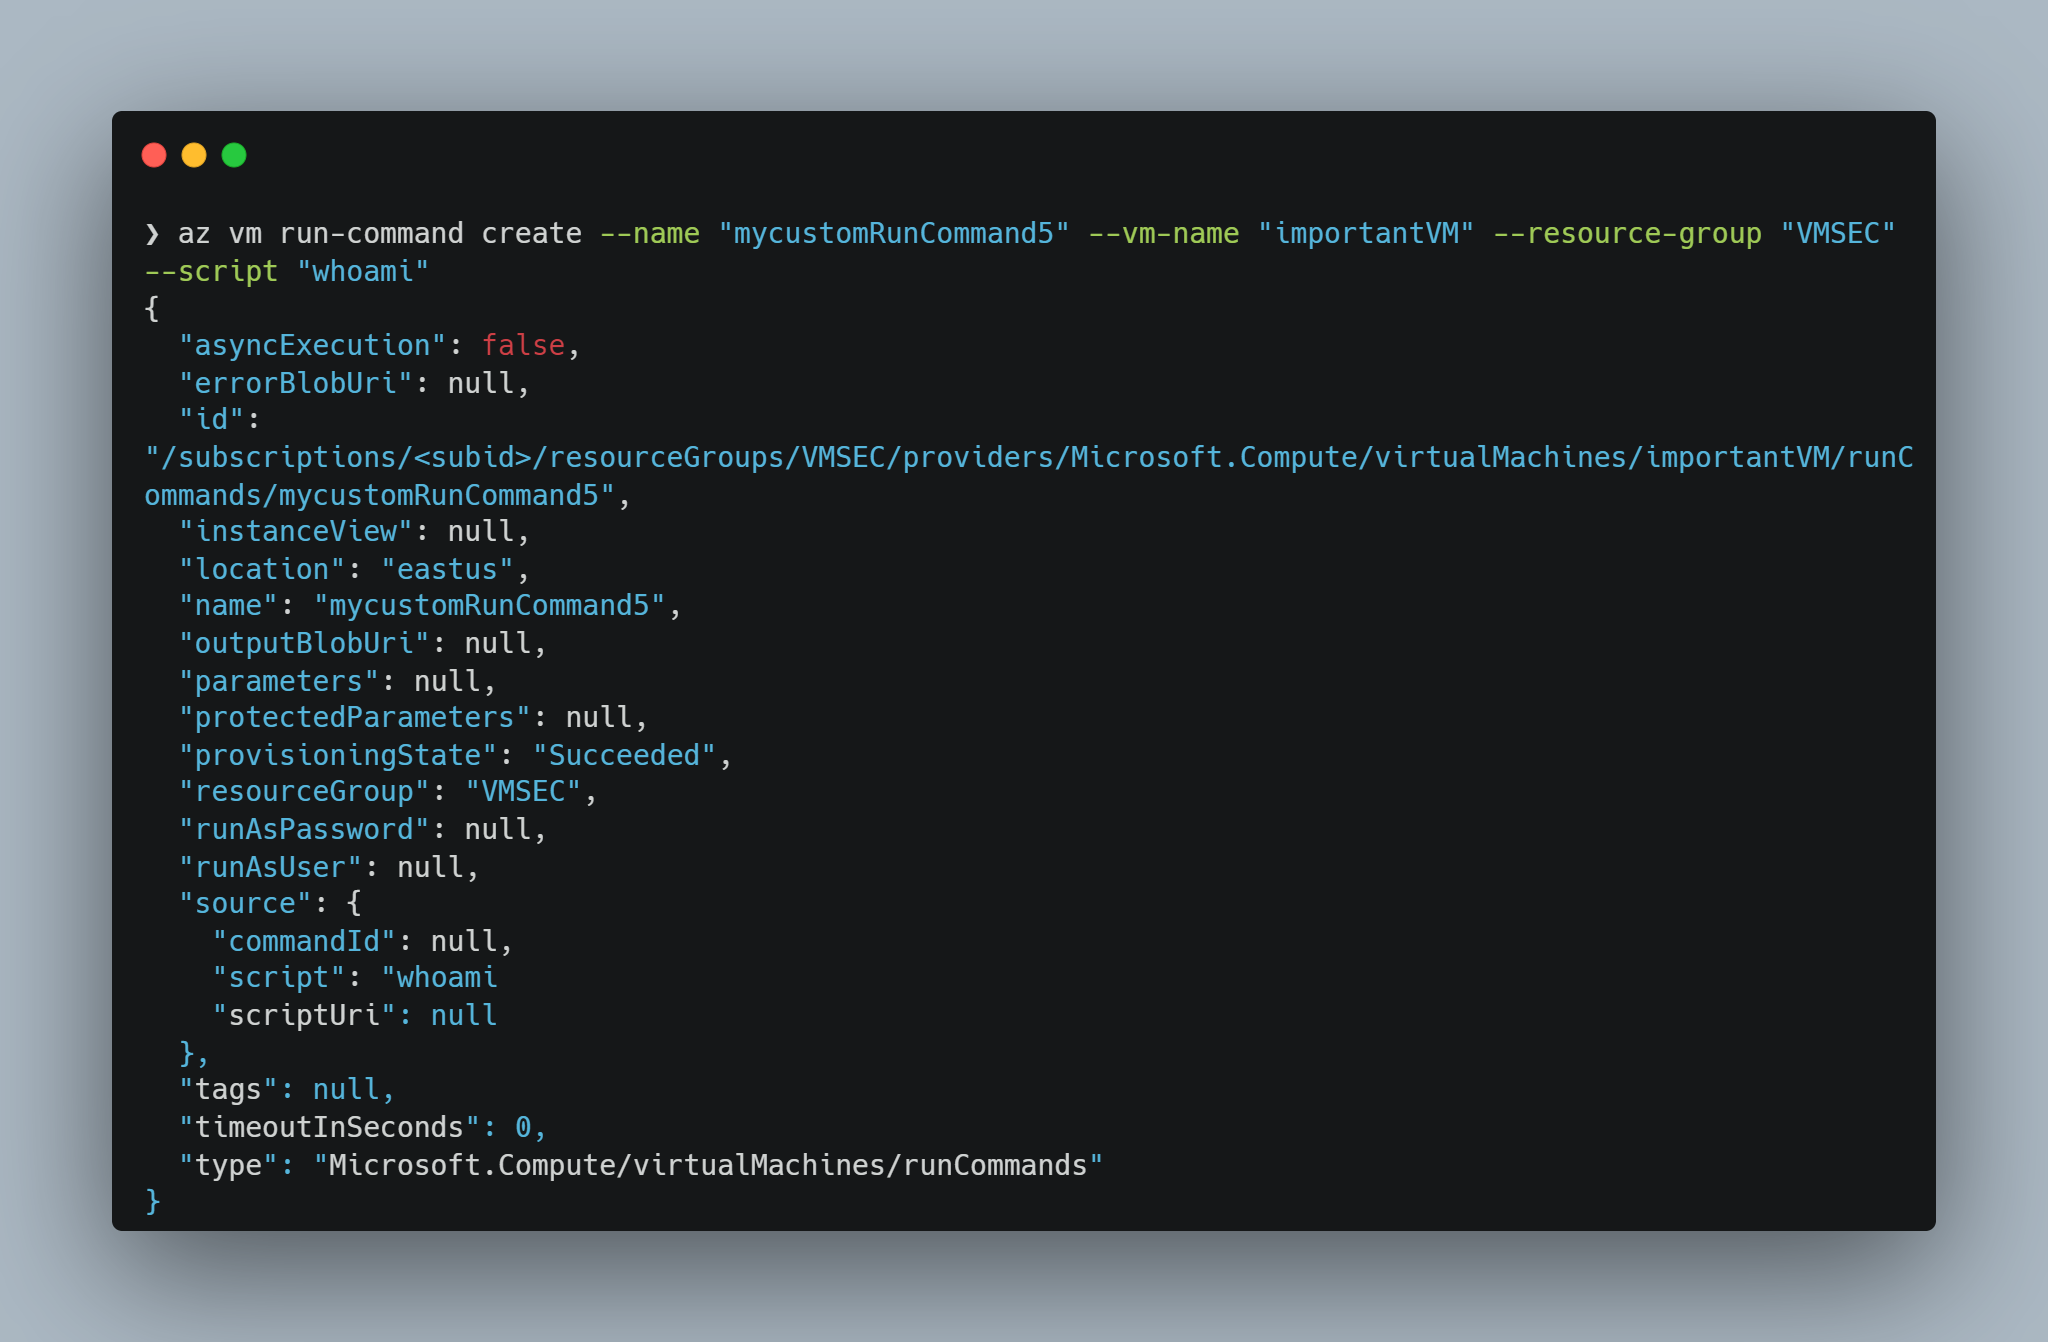 ❯ az vm run-command create --name "mycustomRunCommand5" --vm-name "importantVM" --resource-group "VMSEC"
--script "whoami"
{
  "asyncExecution": false,
  "errorBlobUri": null,
  "id":
"/subscriptions/<subid>/resourceGroups/VMSEC/providers/Microsoft.Compute/virtualMachines/importantVM/runC
ommands/mycustomRunCommand5",
  "instanceView": null,
  "location": "eastus",
  "name": "mycustomRunCommand5",
  "outputBlobUri": null,
  "parameters": null,
  "protectedParameters": null,
  "provisioningState": "Succeeded",
  "resourceGroup": "VMSEC",
  "runAsPassword": null,
  "runAsUser": null,
  "source": {
    "commandId": null,
    "script": "whoami
    "scriptUri": null
  },
  "tags": null,
  "timeoutInSeconds": 0,
  "type": "Microsoft.Compute/virtualMachines/runCommands"
}